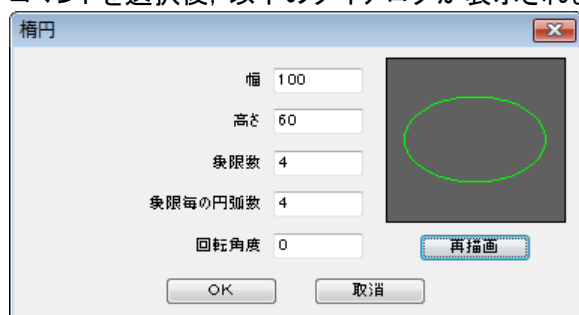 コマンドを選択後, 以下のダイアログが表示されま
楕円
幅 100
高さ 60
象限数 4
象限毎の円弧数 4
回転角度 0
再描画
OK 取消